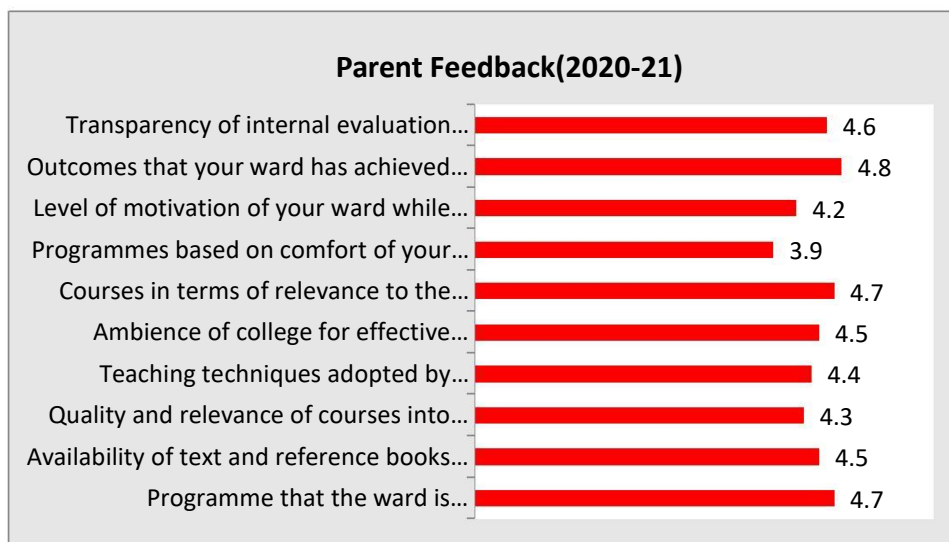 Parent Feedback(2020-21)
Transparency of internal evaluation... 4.6
Outcomes that your ward has achieved... 4.8
Level of motivation of your ward while... 4.2
Programmes based on comfort of your... 3.9
Courses in terms of relevance to the... 4.7
Ambience of college for effective... 4.5
Teaching techniques adopted by... 4.4
Quality and relevance of courses into... 4.3
Availability of text and reference books... 4.5
Programme that the ward is... 4.7